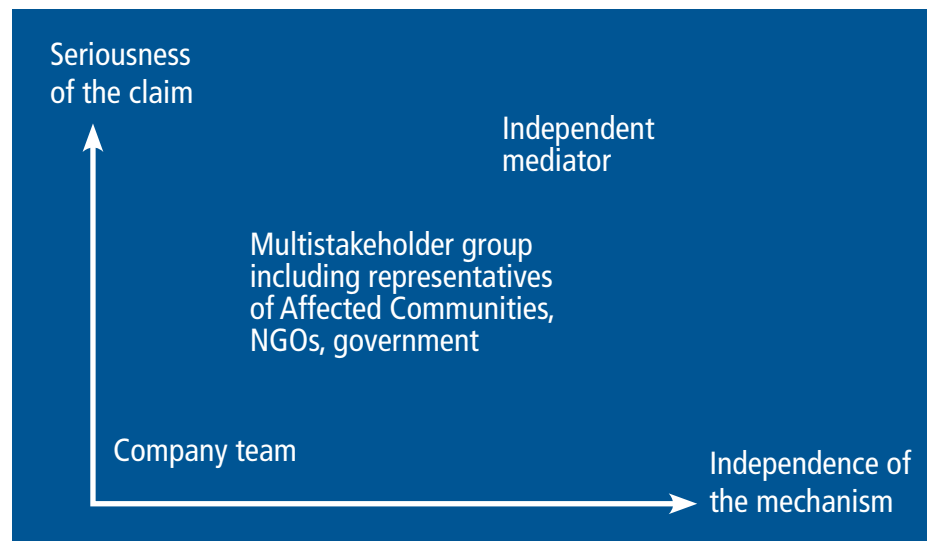 Seriousness
of the claim
Independent
mediator
Multistakeholder group
including representatives
of Affected Communities,
NGOs, government
Company team
Independence of
the mechanism